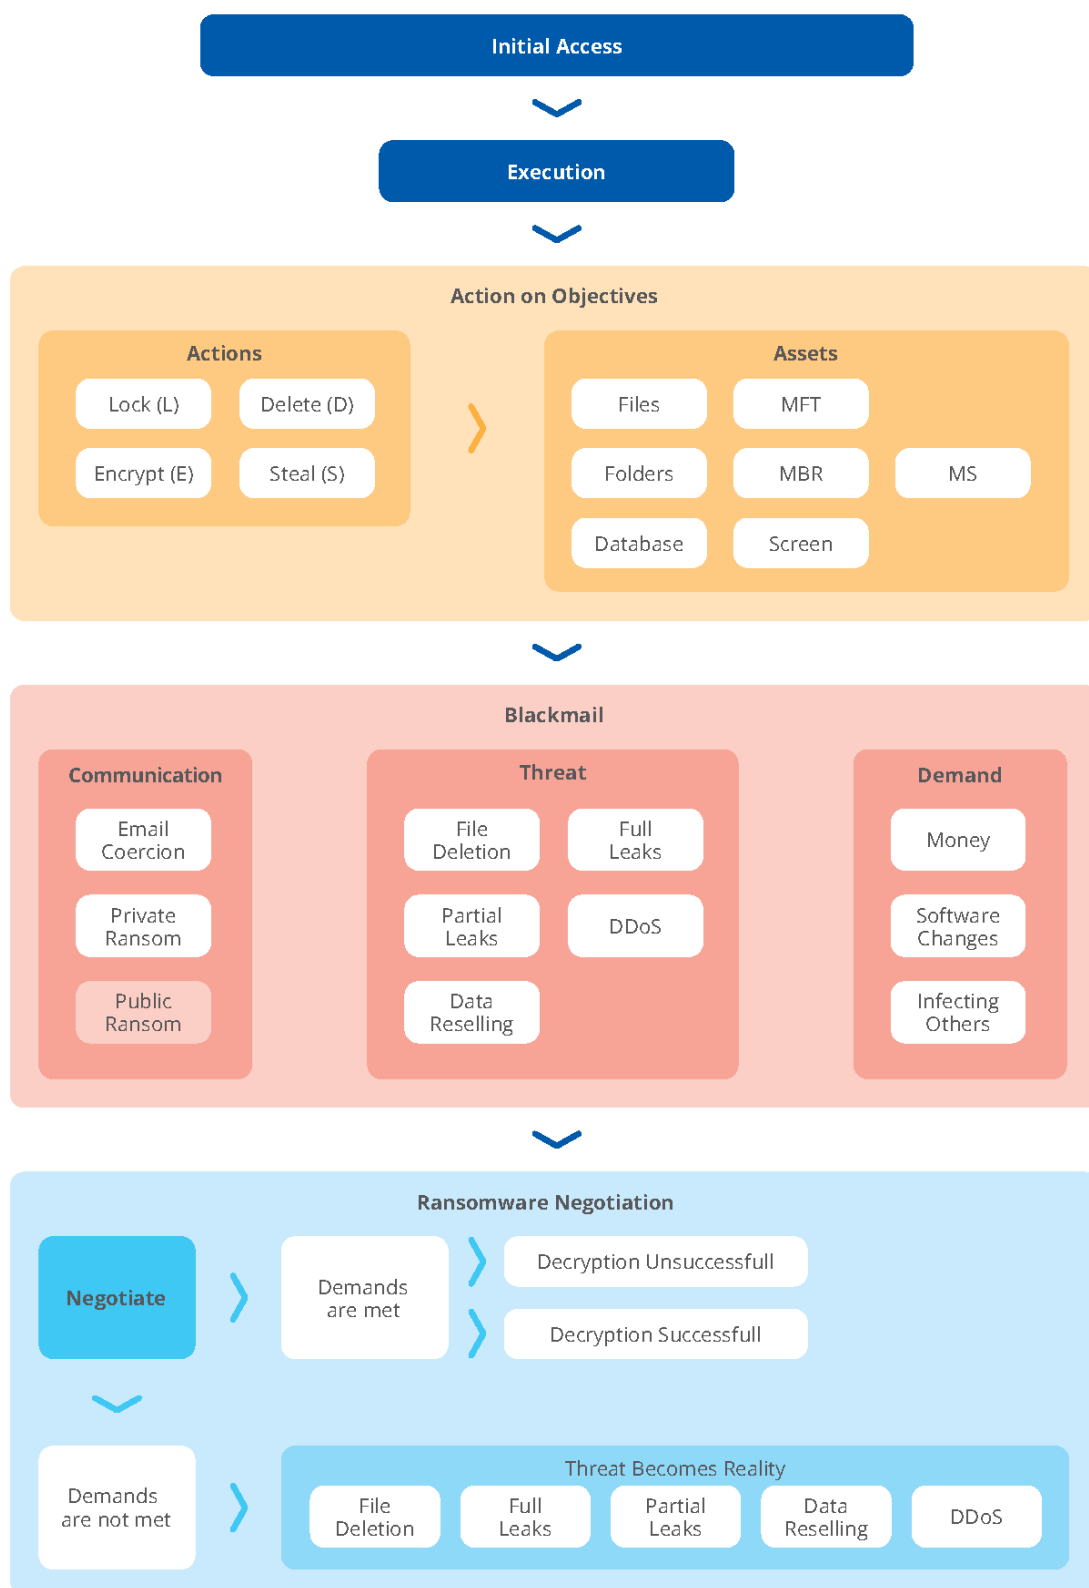 Initial Access
Execution
Action on Objectives
Actions
Lock (L)
Delete (D)
Encrypt (E)
Steal (S)
Assets
Files
MFT
Folders
MBR
MS
Database
Screen
Blackmail
Communication
Email
Coercion
Private
Ransom
Public
Ransom
Threat
File
Deletion
Full
Leaks
Partial
Leaks
DDoS
Data
Reselling
Demand
Money
Software
Changes
Infecting
Others
Ransomware Negotiation
Negotiate
Demands
are met
Decryption Unsuccessfull
Decryption Successfull
Demands
are not met
Threat Becomes Reality
File
Deletion
Full
Leaks
Partial
Leaks
Data
Reselling
DDoS